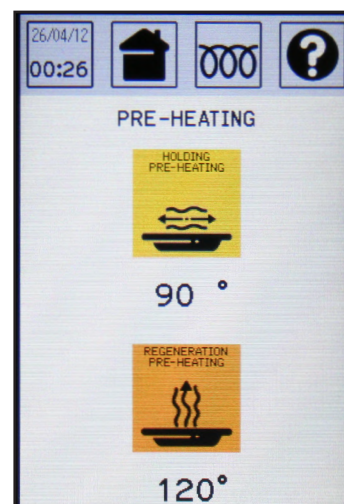 26/04/12
00:26
?
PRE-HEATING
HOLDING
PRE-HEATING
90 °
REGENERATION
PRE-HEATING
120°